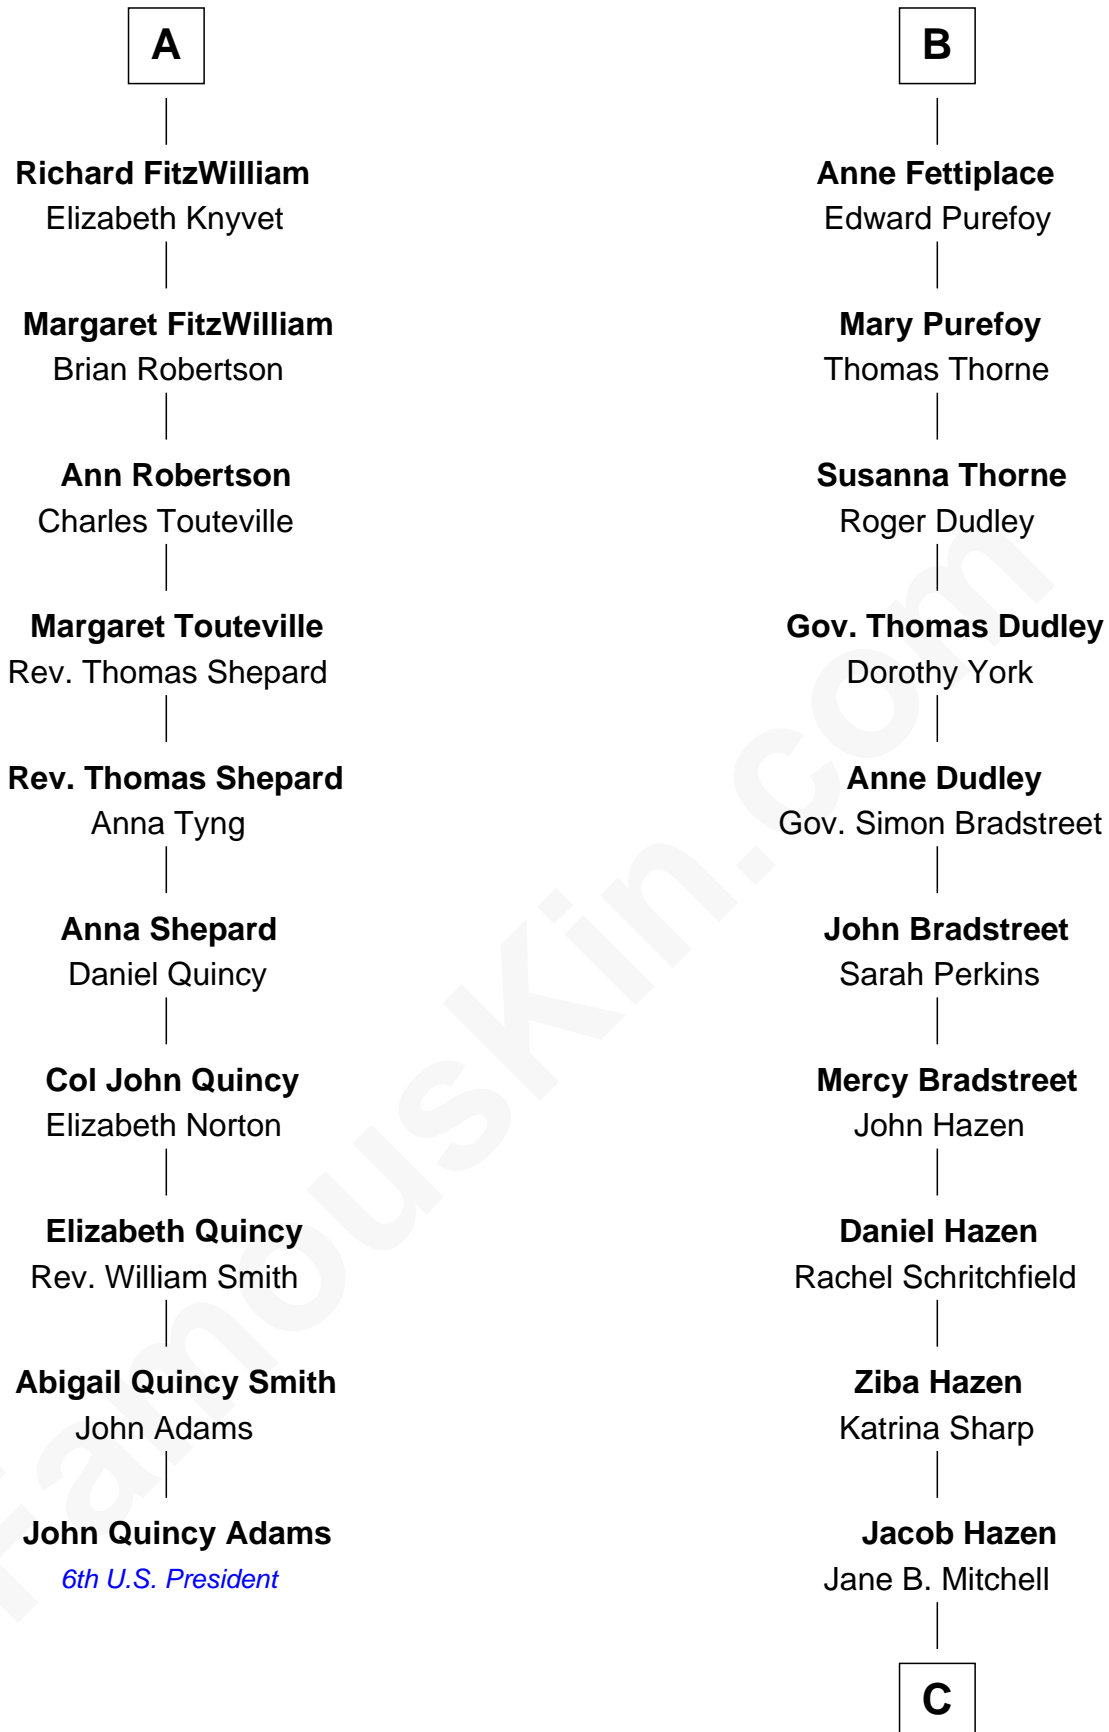 A
Richard FitzWilliam
Elizabeth Knyvet
Margaret FitzWilliam
Brian Robertson
Ann Robertson
Charles Touteville
Margaret Touteville
Rev. Thomas Shepard
Rev. Thomas Shepard
Anna Tyng
Anna Shepard
Daniel Quincy
Col John Quincy
Elizabeth Norton
Elizabeth Quincy
Rev. William Smith
Abigail Quincy Smith
John Adams
John Quincy Adams
6th U.S. President
B
Anne Fettiplace
Edward Purefoy
Mary Purefoy
Thomas Thorne
Susanna Thorne
Roger Dudley
Gov. Thomas Dudley
Dorothy York
Anne Dudley
Gov. Simon Bradstreet
John Bradstreet
Sarah Perkins
Mercy Bradstreet
John Hazen
Daniel Hazen
Rachel Schritchfield
Ziba Hazen
Katrina Sharp
Jacob Hazen
Jane B. Mitchell
C
FamousKin.com